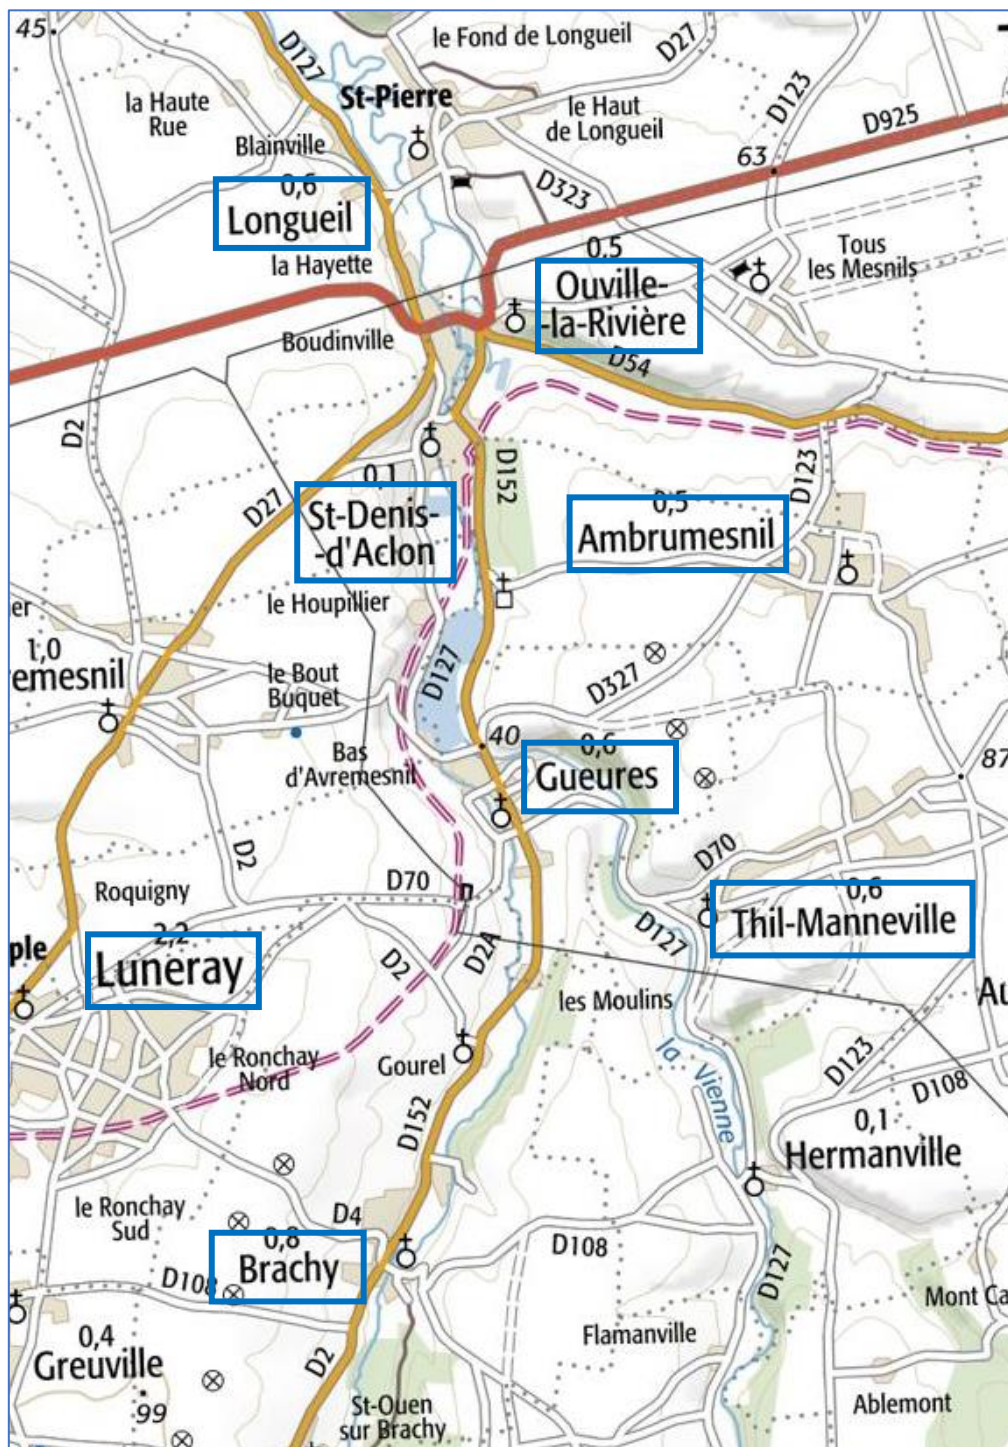 45
D127
le Fond de Longueil
D27
D123
St-Pierre
la Haute
Rue
le Haut
de Longueil
D925
Blainville
63
0,6
Longueil
D323
0,5
Tous
les Mesnils
la Hayette
Ouville-
-la-Rivière
Boudinville
D54
D2
0,1
D152
D123
D27
St-Denis-
-d'Aclon
0,5
Ambrumesnil
le Houpillier
er
1,0
emesnil
le Bout
Buquet
D127
D327
40
0,6
Bas
d'Avremesnil
Gueures
87
D2
D70
Roquigny
D70
0,6
Thil-Manneville
2,2
ple
Luneray
D2
D2A
D127
les Moulins
Au
la Vienne
le Ronchay
Nord
Gourel
D123
D108
D152
0,1
Hermanville
le Ronchay
Sud
D4
0,8
Brachy
D108
D108
D127
Mont Ca
0,4
Greuville
Flamanville
D2
99
St-Ouen
sur Brachy
Ablemont